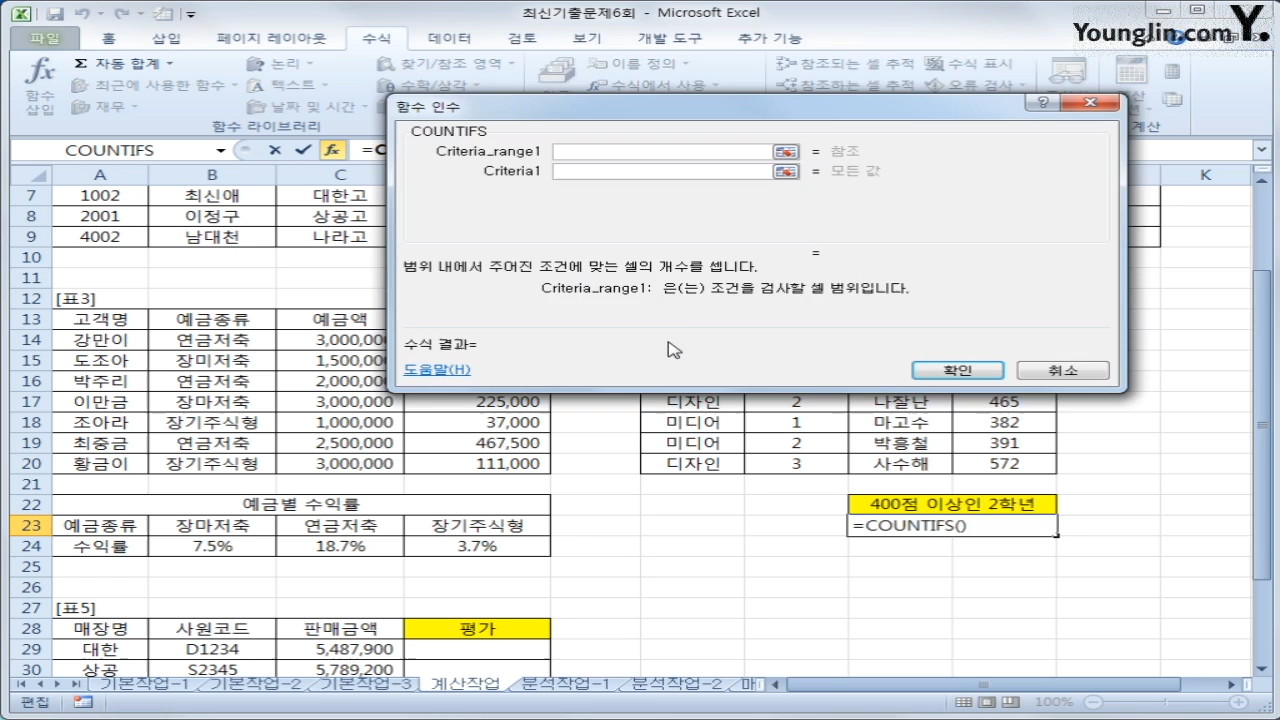 최신기출문제6회 - Microsoft Excel
Younglin.com Y.
파일 홈 삽입 페이지 레이아웃 수식 데이터 검토 보기 개발 도구 추가 기능
fx Σ 자동 합계 논리 찾기/참조 영역 이름 정의 참조되는 셀 추적 수식 표시
함수 최근에 사용한 함수 텍스트 수학/삼각 수식에서 사용 참조하는 셀 추적 오류 검사
삽입 재무 날짜 및 시간
함수 라이브러리 계산
함수 인수 ?
COUNTIFS
Criteria_range1 = 참조
Criteria1 = 모든 값
=
범위 내에서 주어진 조건에 맞는 셀의 개수를 셉니다.
Criteria_range1: 은(는) 조건을 검사할 셀 범위입니다.
수식 결과=
도움말(H) 확인 취소
COUNTIFS fx =C
A B C K
7 1002 최신애 대한고
8 2001 이정구 상공고
9 4002 남대천 나라고
10
11
12 [표3]
13 고객명 예금종류 예금액
14 강만이 연금저축 3,000,000
15 도조아 장미저축 1,500,000
16 박주리 연금저축 2,000,000
17 이만금 장마저축 3,000,000 225,000 디자인 2 나잘난 465
18 조아라 장기주식형 1,000,000 37,000 미디어 1 마고수 382
19 최중금 연금저축 2,500,000 467,500 미디어 2 박흥철 391
20 황금이 장기주식형 3,000,000 111,000 디자인 3 사수해 572
21
22 예금별 수익률 400점 이상인 2학년
23 예금종류 장마저축 연금저축 장기주식형 =COUNTIFS()
24 수익률 7.5% 18.7% 3.7%
25
26
27 [표5]
28 매장명 사원코드 판매금액 평가
29 대한 D1234 5,487,900
30 상공 S2345 5,789,200
기본작업-1 기본작업-2 기본작업-3 계산작업 분석작업-1 분석작업-2
편집 100%